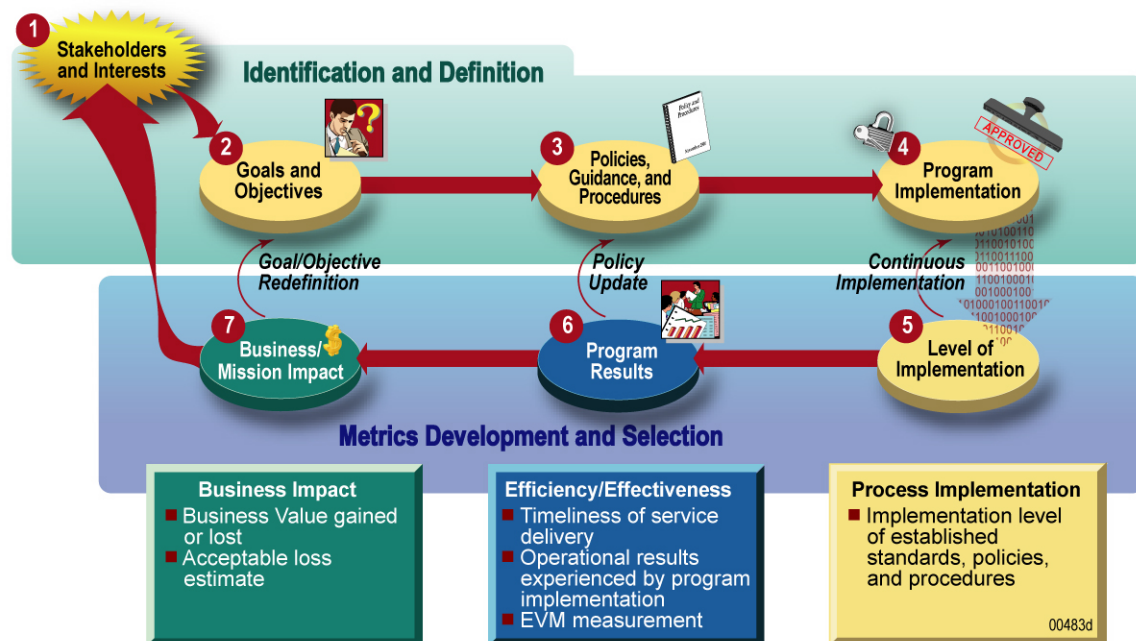 1
Stakeholders
and Interests
Identification and Definition
2
Goals and
Objectives
3
Policies,
Guidance, and
Procedures
Policy and
Procedures
4
Program
Implementation
APPROVED
Goal/Objective
Redefinition
Policy
Update
Continuous
Implementation
7
Business/
Mission Impact
6
Program
Results
5
Level of
Implementation
Metrics Development and Selection
Business Impact
Business Value gained
or lost
Acceptable loss
estimate
Efficiency/Effectiveness
Timeliness of service
delivery
Operational results
experienced by program
implementation
EVM measurement
Process Implementation
Implementation level
of established
standards, policies,
and procedures
00483d